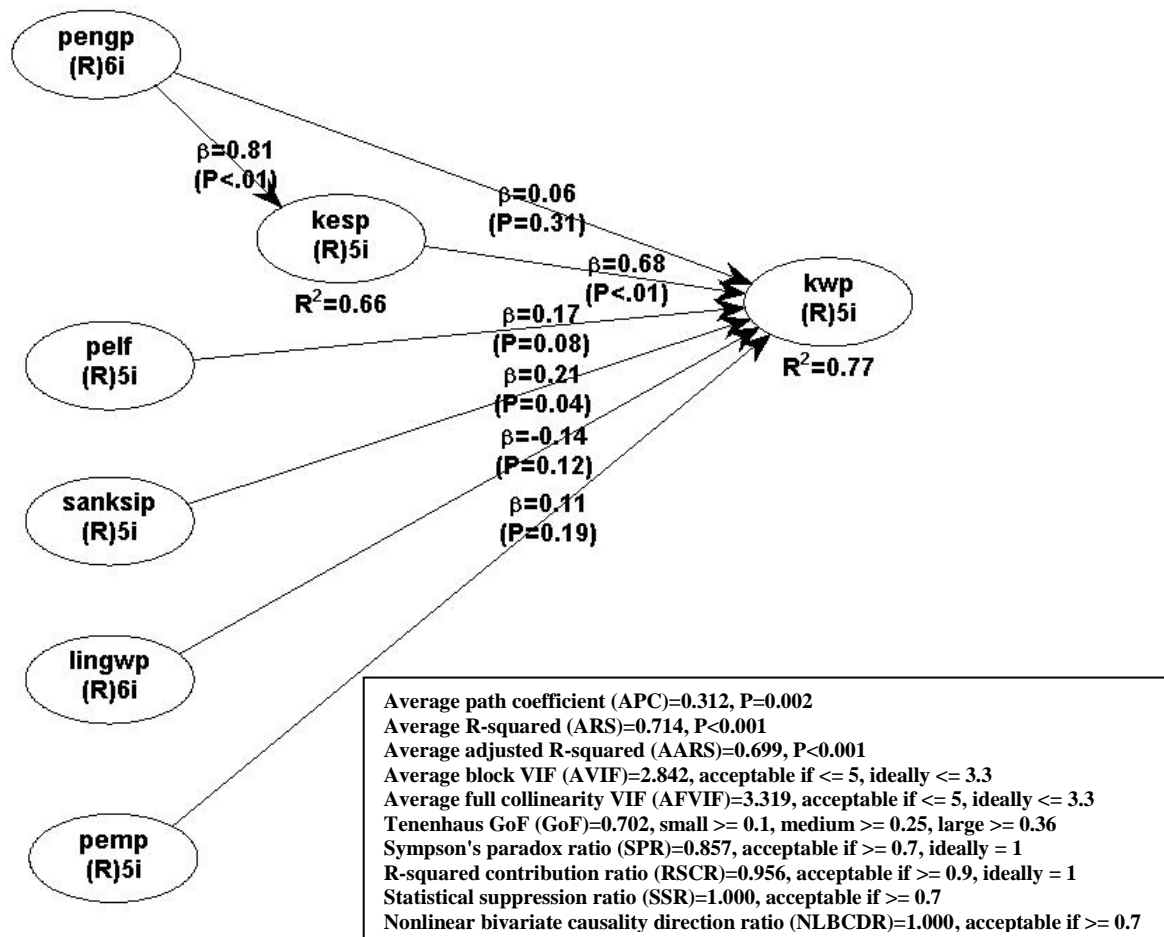 pengp
(R)6i
β=0.81
(P<.01)
β=0.06
(P=0.31)
kesp
(R)5i
R²=0.66
β=0.68
(P<.01)
kwp
(R)5i
R²=0.77
pelf
(R)5i
β=0.17
(P=0.08)
β=0.21
(P=0.04)
sanksip
(R)5i
β=-0.14
(P=0.12)
β=0.11
(P=0.19)
lingwp
(R)6i
pemp
(R)5i
Average path coefficient (APC)=0.312, P=0.002
Average R-squared (ARS)=0.714, P<0.001
Average adjusted R-squared (AARS)=0.699, P<0.001
Average block VIF (AVIF)=2.842, acceptable if <= 5, ideally <= 3.3
Average full collinearity VIF (AFVIF)=3.319, acceptable if <= 5, ideally <= 3.3
Tenenhaus GoF (GoF)=0.702, small >= 0.1, medium >= 0.25, large >= 0.36
Sympson's paradox ratio (SPR)=0.857, acceptable if >= 0.7, ideally = 1
R-squared contribution ratio (RSCR)=0.956, acceptable if >= 0.9, ideally = 1
Statistical suppression ratio (SSR)=1.000, acceptable if >= 0.7
Nonlinear bivariate causality direction ratio (NLBCDR)=1.000, acceptable if >= 0.7